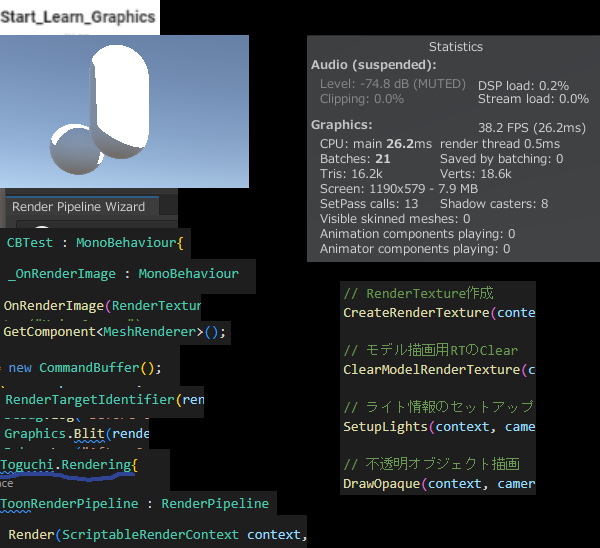 Start_Learn_Graphics
Render Pipeline Wizard
CBTest : MonoBehaviour{
_OnRenderImage : MonoBehaviour
OnRenderImage(RenderTextur
GetComponent<MeshRenderer>();
= new CommandBuffer();
RenderTargetIdentifier(ren
Graphics.Blit(rende
Toguchi.Rendering{
nce
ToonRenderPipeline : RenderPipeline
Render(ScriptableRenderContext context,
Statistics
Audio (suspended):
Level: -74.8 dB (MUTED) DSP load: 0.2%
Clipping: 0.0% Stream load: 0.0%
Graphics: 38.2 FPS (26.2ms)
CPU: main 26.2ms render thread 0.5ms
Batches: 21 Saved by batching: 0
Tris: 16.2k Verts: 18.6k
Screen: 1190x579 - 7.9 MB
SetPass calls: 13 Shadow casters: 8
Visible skinned meshes: 0
Animation components playing: 0
Animator components playing: 0
// RenderTexture作成
CreateRenderTexture(conte
// モデル描画用RTのClear
ClearModelRenderTexture(c
// ライト情報のセットアップ
SetupLights(context, came
// 不透明オブジェクト描画
DrawOpaque(context, camer